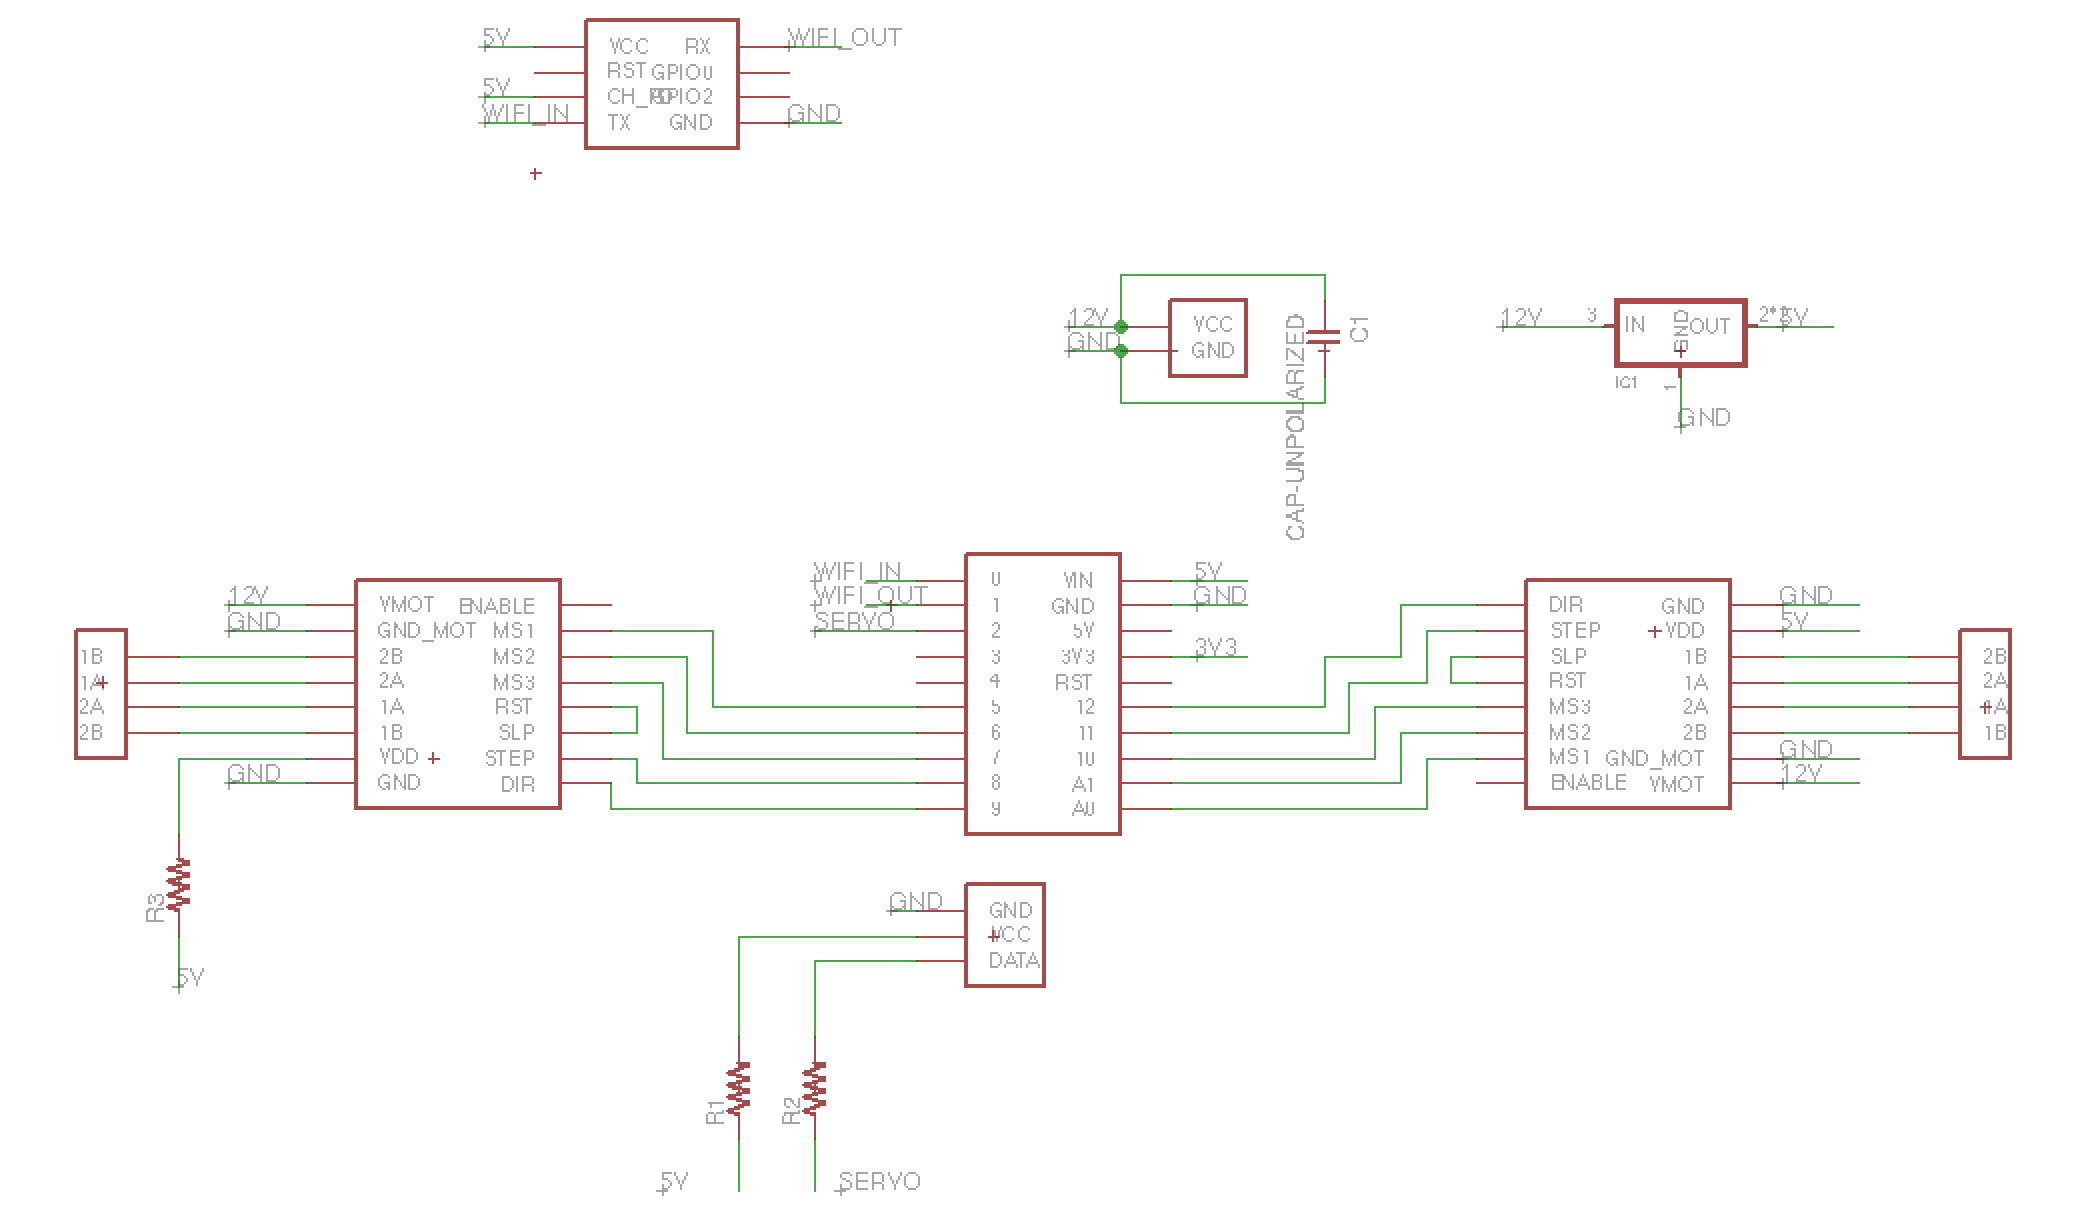 5V
VCC RX
WIFI_OUT
RST GPIO0
5V
CH_PD GPIO2
WIFI_IN
TX GND
GND
12V
VCC
GND
GND
CAP-UNPOLARIZED
C1
12V
3
IN
GND
OUT
5V
IC1
1
GND
1B
1A
2A
2B
12V
GND
GND
VMOT ENABLE
GND_MOT MS1
2B MS2
2A MS3
1A RST
1B SLP
VDD STEP
GND DIR
R3
5V
WIFI_IN
WIFI_OUT
SERVO
0 VIN
1 GND
2 5V
3 3V3
4 RST
5 12
6 11
7 10
8 A1
9 A0
5V
GND
3V3
DIR GND
STEP VDD
SLP 1B
RST 1A
MS3 2A
MS2 2B
MS1 GND_MOT
ENABLE VMOT
GND
5V
GND
12V
2B
2A
1A
1B
GND
GND
VCC
DATA
R1
R2
5V
SERVO